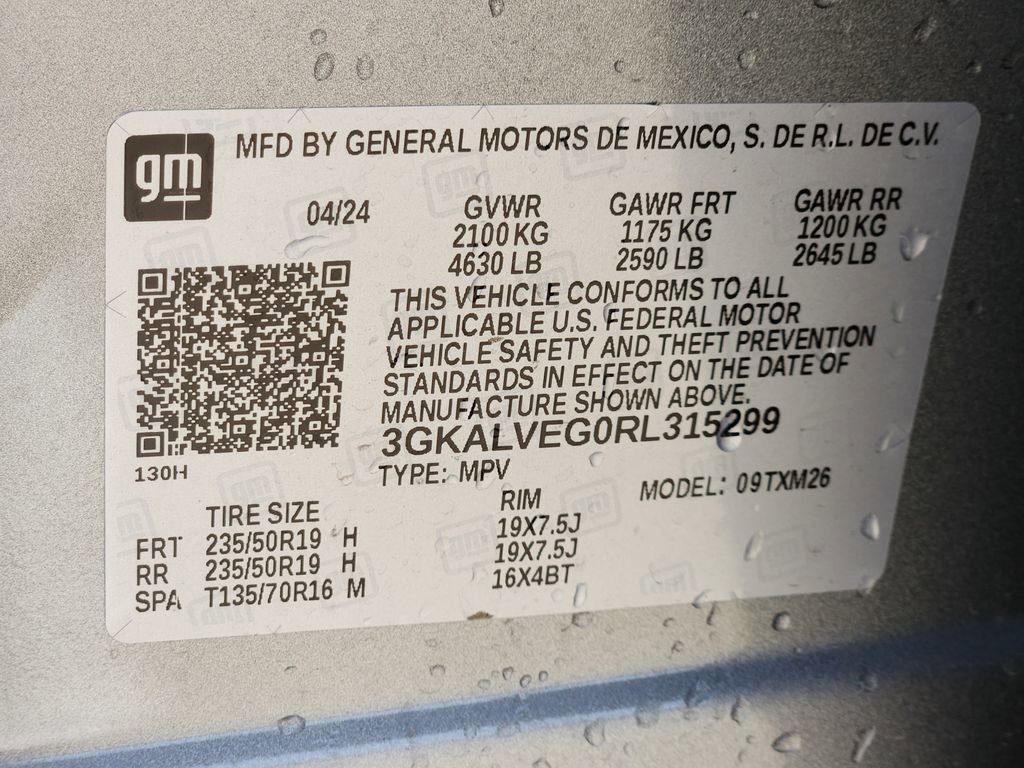 gm
MFD BY GENERAL MOTORS DE MEXICO, S. DE R.L. DE C.V.
04/24 GVWR GAWR FRT GAWR RR
2100 KG 1175 KG 1200 KG
4630 LB 2590 LB 2645 LB
THIS VEHICLE CONFORMS TO ALL
APPLICABLE U.S. FEDERAL MOTOR
VEHICLE SAFETY AND THEFT PREVENTION
STANDARDS IN EFFECT ON THE DATE OF
MANUFACTURE SHOWN ABOVE.
3GKALVEG0RL315299
130H
TYPE: MPV MODEL: 09TXM26
TIRE SIZE RIM
FRT 235/50R19 H 19X7.5J
RR 235/50R19 H 19X7.5J
SPA T135/70R16 M 16X4BT